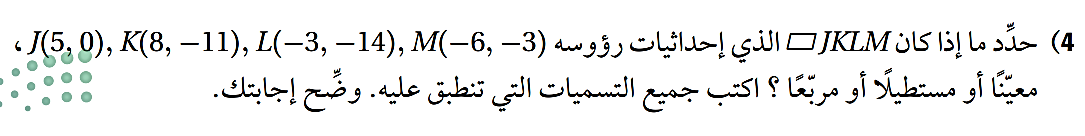 4) حدِّد ما إذا كان ▱JKLM الذي إحداثيات رؤوسه J(5, 0), K(8, −11), L(−3, −14), M(−6, −3) ،
معيّنًا أو مستطيلًا أو مربّعًا ؟ اكتب جميع التسميات التي تنطبق عليه. وضِّح إجابتك.